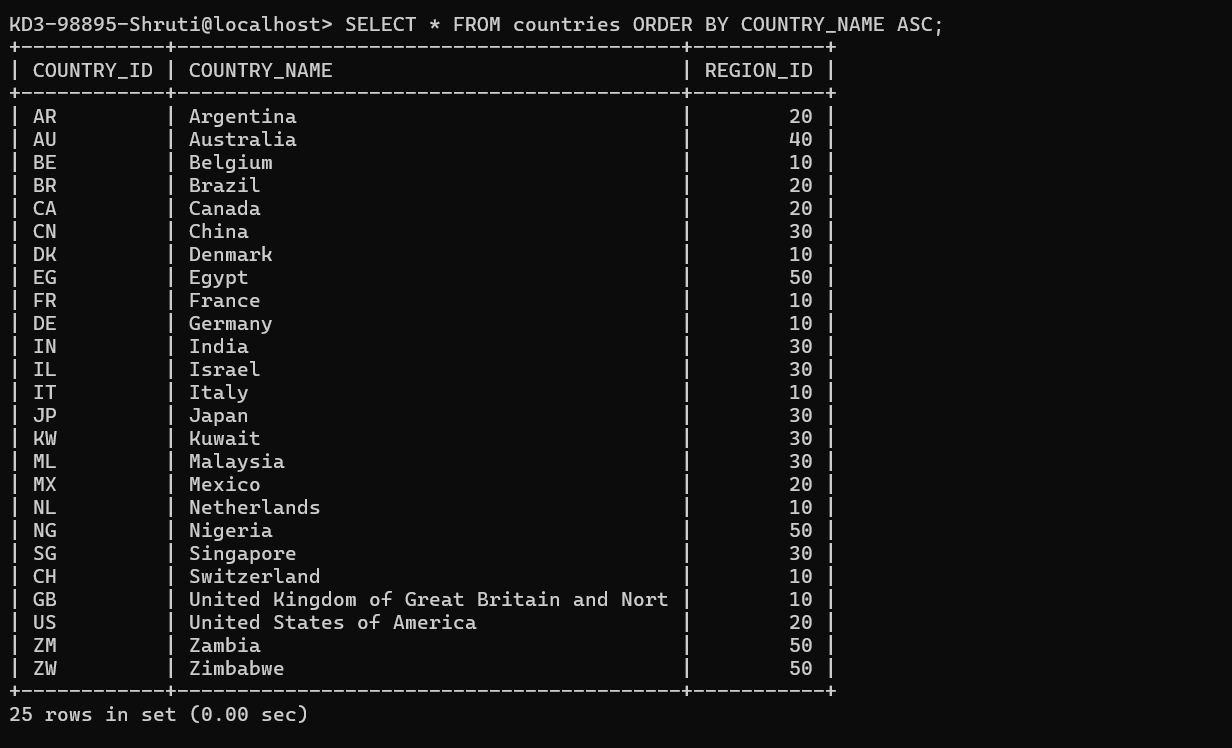 KD3-98895-Shruti@localhost> SELECT * FROM countries ORDER BY COUNTRY_NAME ASC;
+------------+------------------------------------------+-----------+
| COUNTRY_ID | COUNTRY_NAME                             | REGION_ID |
+------------+------------------------------------------+-----------+
| AR         | Argentina                                |        20 |
| AU         | Australia                                |        40 |
| BE         | Belgium                                  |        10 |
| BR         | Brazil                                   |        20 |
| CA         | Canada                                   |        20 |
| CN         | China                                    |        30 |
| DK         | Denmark                                  |        10 |
| EG         | Egypt                                    |        50 |
| FR         | France                                   |        10 |
| DE         | Germany                                  |        10 |
| IN         | India                                    |        30 |
| IL         | Israel                                   |        30 |
| IT         | Italy                                    |        10 |
| JP         | Japan                                    |        30 |
| KW         | Kuwait                                   |        30 |
| ML         | Malaysia                                 |        30 |
| MX         | Mexico                                   |        20 |
| NL         | Netherlands                              |        10 |
| NG         | Nigeria                                  |        50 |
| SG         | Singapore                                |        30 |
| CH         | Switzerland                              |        10 |
| GB         | United Kingdom of Great Britain and Nort |        10 |
| US         | United States of America                 |        20 |
| ZM         | Zambia                                   |        50 |
| ZW         | Zimbabwe                                 |        50 |
+------------+------------------------------------------+-----------+
25 rows in set (0.00 sec)